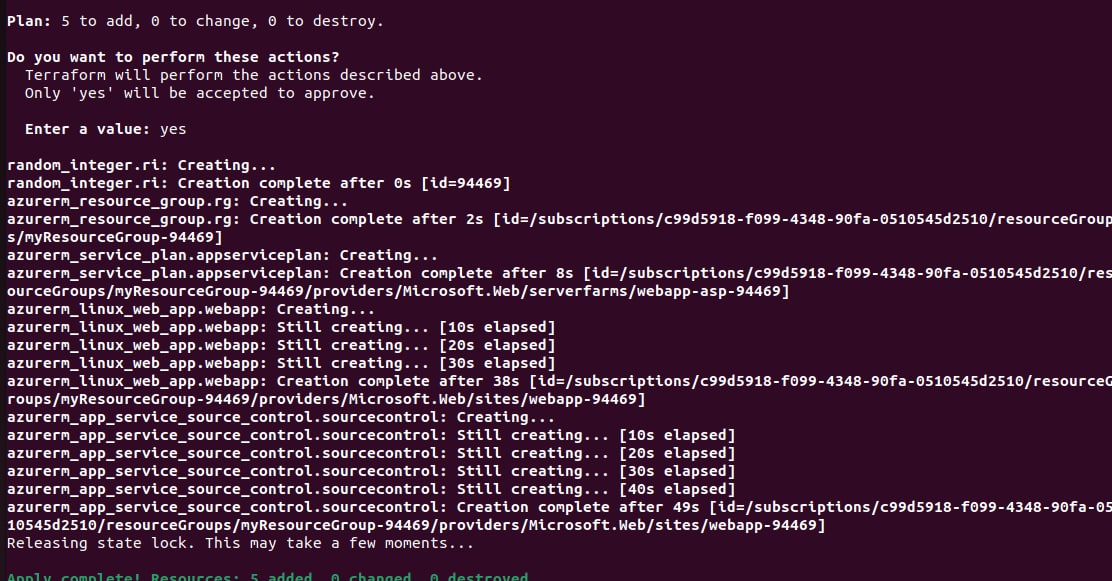 Plan: 5 to add, 0 to change, 0 to destroy.
Do you want to perform these actions?
Terraform will perform the actions described above.
Only 'yes' will be accepted to approve.
Enter a value: yes
random_integer.ri: Creating...
random_integer.ri: Creation complete after 0s [id=94469]
azurerm_resource_group.rg: Creating...
azurerm_resource_group.rg: Creation complete after 2s [id=/subscriptions/c99d5918-f099-4348-90fa-0510545d2510/resourceGroup
s/myResourceGroup-94469]
azurerm_service_plan.appserviceplan: Creating...
azurerm_service_plan.appserviceplan: Creation complete after 8s [id=/subscriptions/c99d5918-f099-4348-90fa-0510545d2510/res
ourceGroups/myResourceGroup-94469/providers/Microsoft.Web/serverfarms/webapp-asp-94469]
azurerm_linux_web_app.webapp: Creating...
azurerm_linux_web_app.webapp: Still creating... [10s elapsed]
azurerm_linux_web_app.webapp: Still creating... [20s elapsed]
azurerm_linux_web_app.webapp: Still creating... [30s elapsed]
azurerm_linux_web_app.webapp: Creation complete after 38s [id=/subscriptions/c99d5918-f099-4348-90fa-0510545d2510/resourceG
roups/myResourceGroup-94469/providers/Microsoft.Web/sites/webapp-94469]
azurerm_app_service_source_control.sourcecontrol: Creating...
azurerm_app_service_source_control.sourcecontrol: Still creating... [10s elapsed]
azurerm_app_service_source_control.sourcecontrol: Still creating... [20s elapsed]
azurerm_app_service_source_control.sourcecontrol: Still creating... [30s elapsed]
azurerm_app_service_source_control.sourcecontrol: Still creating... [40s elapsed]
azurerm_app_service_source_control.sourcecontrol: Creation complete after 49s [id=/subscriptions/c99d5918-f099-4348-90fa-05
10545d2510/resourceGroups/myResourceGroup-94469/providers/Microsoft.Web/sites/webapp-94469]
Releasing state lock. This may take a few moments...
Apply complete! Resources: 5 added, 0 changed, 0 destroyed